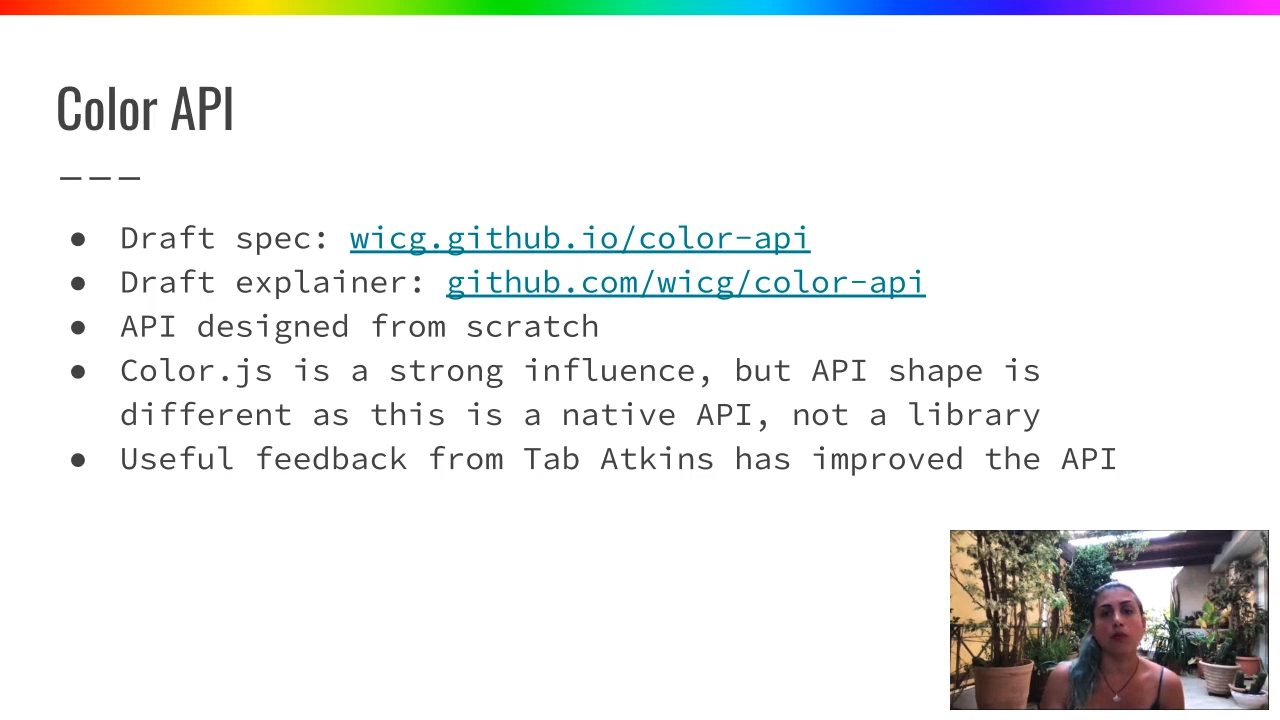 Color API
Draft spec: wicg.github.io/color-api
Draft explainer: github.com/wicg/color-api
API designed from scratch
Color.js is a strong influence, but API shape is
different as this is a native API, not a library
Useful feedback from Tab Atkins has improved the API